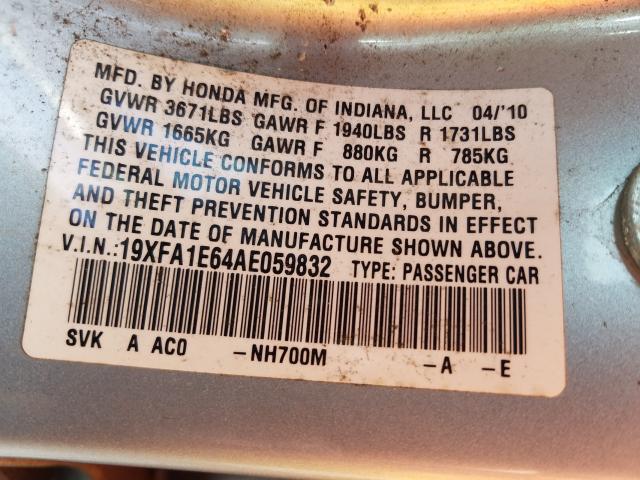 MFD. BY HONDA MFG. OF INDIANA, LLC 04/'10
GVWR 3671LBS GAWR F 1940LBS R 1731LBS
GVWR 1665KG GAWR F 880KG R 785KG
THIS VEHICLE CONFORMS TO ALL APPLICABLE
FEDERAL MOTOR VEHICLE SAFETY, BUMPER,
AND THEFT PREVENTION STANDARDS IN EFFECT
ON THE DATE OF MANUFACTURE SHOWN ABOVE.
V.I.N.:19XFA1E64AE059832 TYPE: PASSENGER CAR
SVK A AC0 -NH700M -A -E